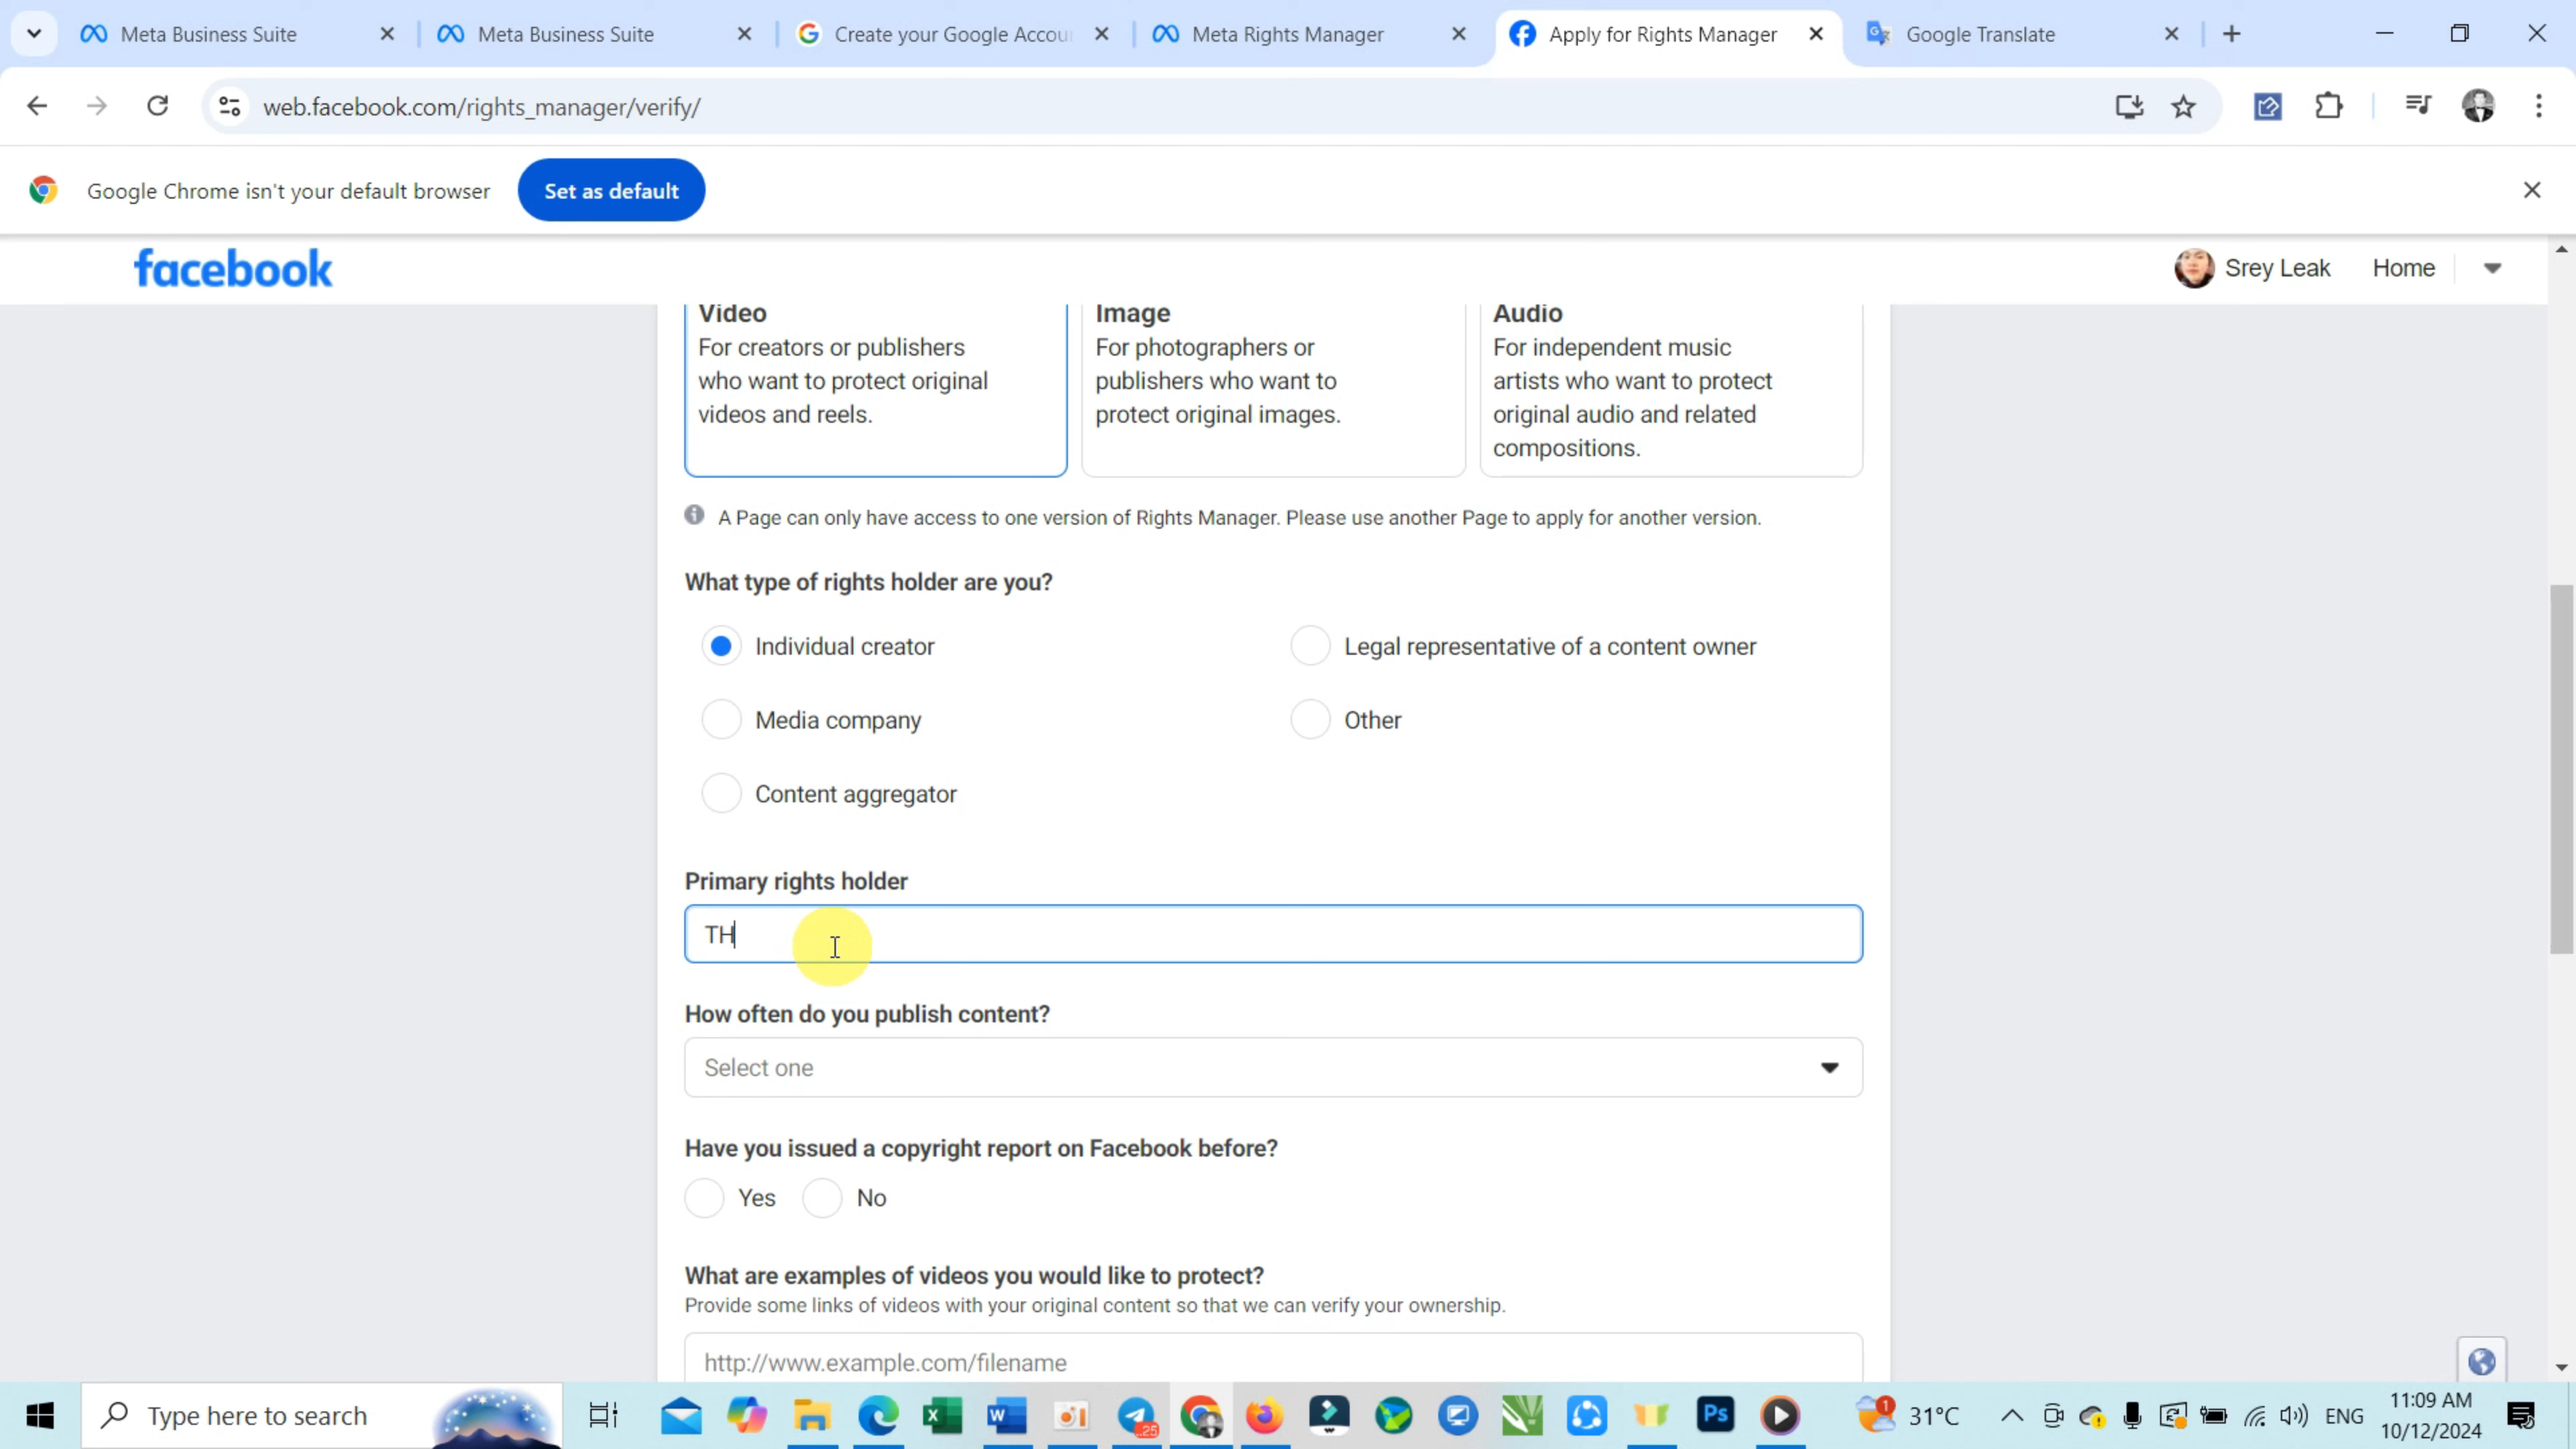 Meta Business Suite
Meta Business Suite
Create your Google Accou
Meta Rights Manager
Apply for Rights Manager
Google Translate
web.facebook.com/rights_manager/verify/
Google Chrome isn't your default browser
Set as default
facebook
Srey Leak
Home
Video
For creators or publishers
who want to protect original
videos and reels.
Image
For photographers or
publishers who want to
protect original images.
Audio
For independent music
artists who want to protect
original audio and related
compositions.
A Page can only have access to one version of Rights Manager. Please use another Page to apply for another version.
What type of rights holder are you?
Individual creator
Legal representative of a content owner
Media company
Other
Content aggregator
Primary rights holder
TH
How often do you publish content?
Select one
Have you issued a copyright report on Facebook before?
Yes
No
What are examples of videos you would like to protect?
Provide some links of videos with your original content so that we can verify your ownership.
http://www.example.com/filename
Type here to search
25
Ps
1
31°C
ENG
11:09 AM
10/12/2024